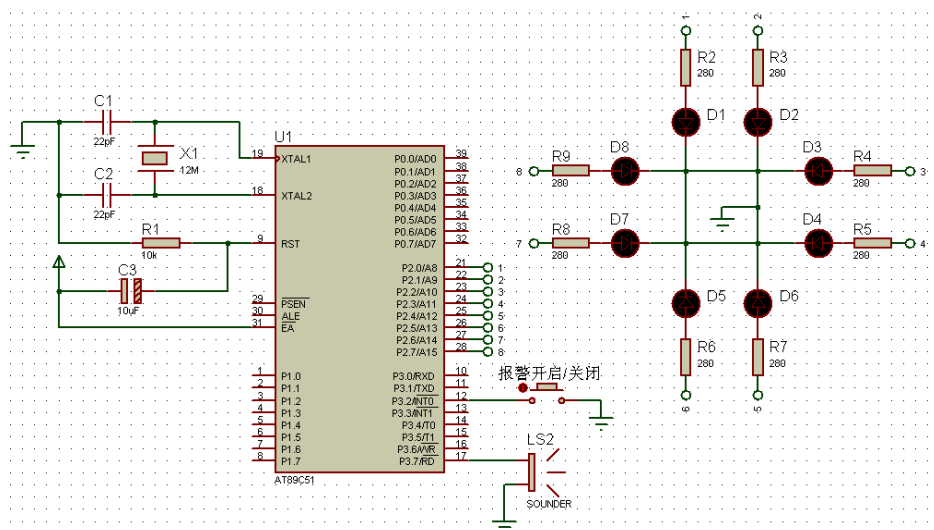 1
2
R2
280
R3
280
C1
22pF
X1
12M
C2
22pF
R1
10k
C3
10uF
U1
19 XTAL1
18 XTAL2
9 RST
29 PSEN
30 ALE
31 EA
1 P1.0
2 P1.1
3 P1.2
4 P1.3
5 P1.4
6 P1.5
7 P1.6
8 P1.7
P0.0/AD0 39
P0.1/AD1 38
P0.2/AD2 37
P0.3/AD3 36
P0.4/AD4 35
P0.5/AD5 34
P0.6/AD6 33
P0.7/AD7 32
P2.0/A8 21 1
P2.1/A9 22 2
P2.2/A10 23 3
P2.3/A11 24 4
P2.4/A12 25 5
P2.5/A13 26 6
P2.6/A14 27 7
P2.7/A15 28 8
P3.0/RXD 10
P3.1/TXD 11
P3.2/INT0 12
P3.3/INT1 13
P3.4/T0 14
P3.5/T1 15
P3.6/WR 16
P3.7/RD 17
AT89C51
报警开启/关闭
LS2
SOUNDER
D1
D2
8
R9
280
D8
D3
R4
280
3
7
R8
280
D7
D4
R5
280
4
D5
D6
R6
280
R7
280
6
5